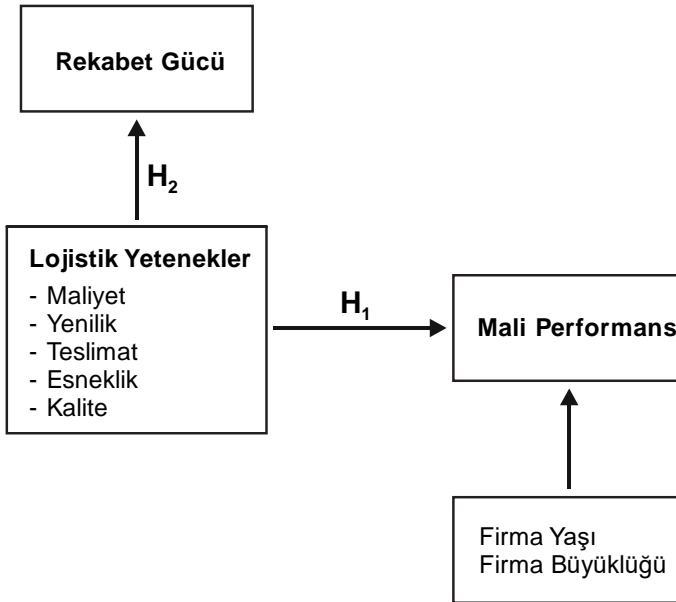 Rekabet Gücü
H₂
Lojistik Yetenekler
- Maliyet
- Yenilik
- Teslimat
- Esneklik
- Kalite
H₁
Mali Performans
Firma Yaşı
Firma Büyüklüğü